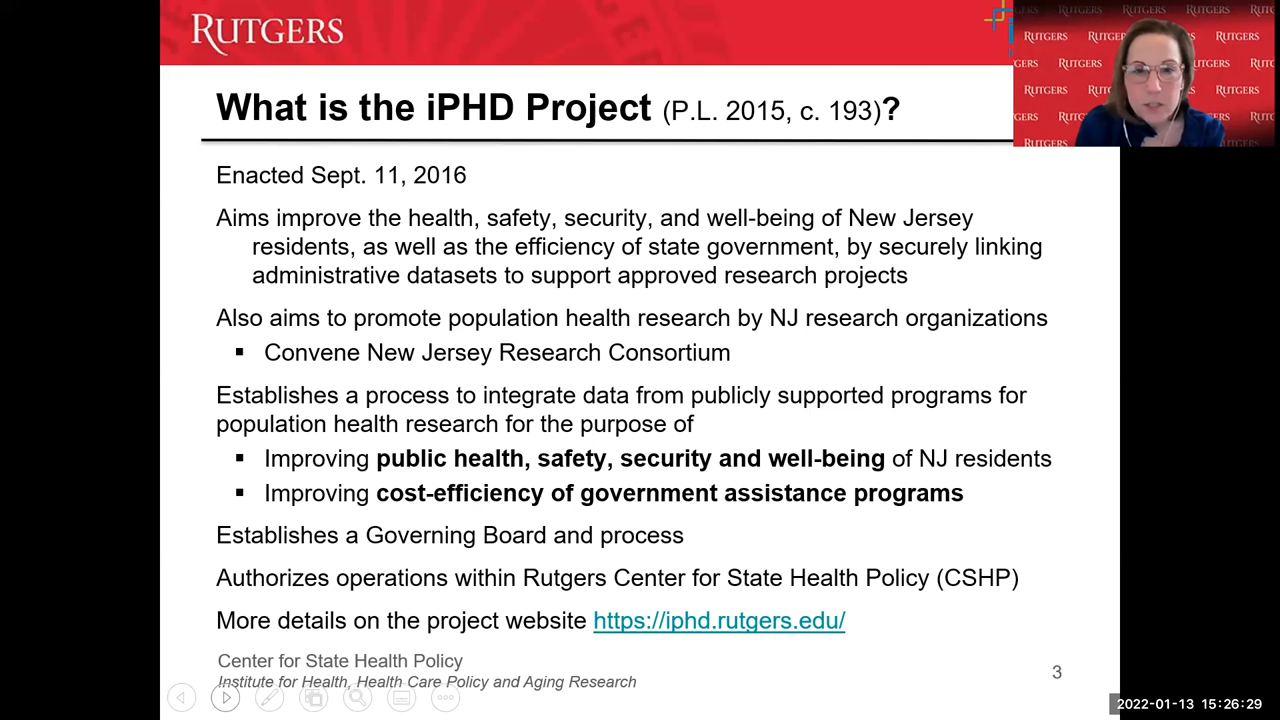 RUTGERS
What is the iPHD Project (P.L. 2015, c. 193)?
Enacted Sept. 11, 2016
Aims improve the health, safety, security, and well-being of New Jersey
residents, as well as the efficiency of state government, by securely linking
administrative datasets to support approved research projects
Also aims to promote population health research by NJ research organizations
▪ Convene New Jersey Research Consortium
Establishes a process to integrate data from publicly supported programs for
population health research for the purpose of
▪ Improving public health, safety, security and well-being of NJ residents
▪ Improving cost-efficiency of government assistance programs
Establishes a Governing Board and process
Authorizes operations within Rutgers Center for State Health Policy (CSHP)
More details on the project website https://iphd.rutgers.edu/
Center for State Health Policy
Institute for Health, Health Care Policy and Aging Research
3
2022-01-13 15:26:29